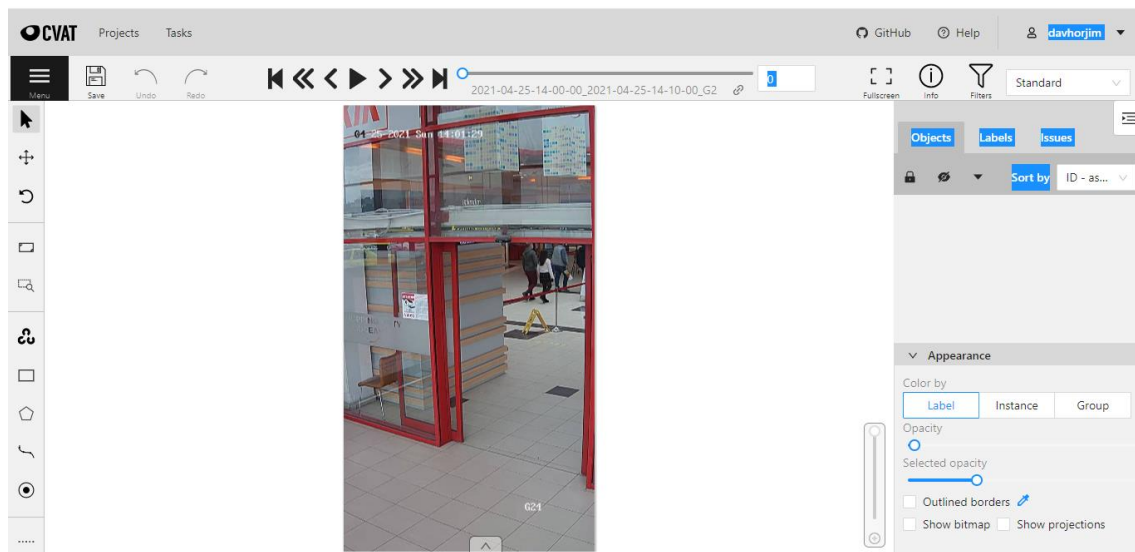 CVAT Projects Tasks GitHub Help davhorjim
Menu Save Undo Redo 2021-04-25-14-00-00_2021-04-25-14-10-00_G2 0 Fullscreen Info Filters Standard
04-25-2021 Sun 14:01:29
G24
.....
Objects Labels Issues
Sort by ID - as...
Appearance
Color by
Label Instance Group
Opacity
Selected opacity
Outlined borders
Show bitmap Show projections